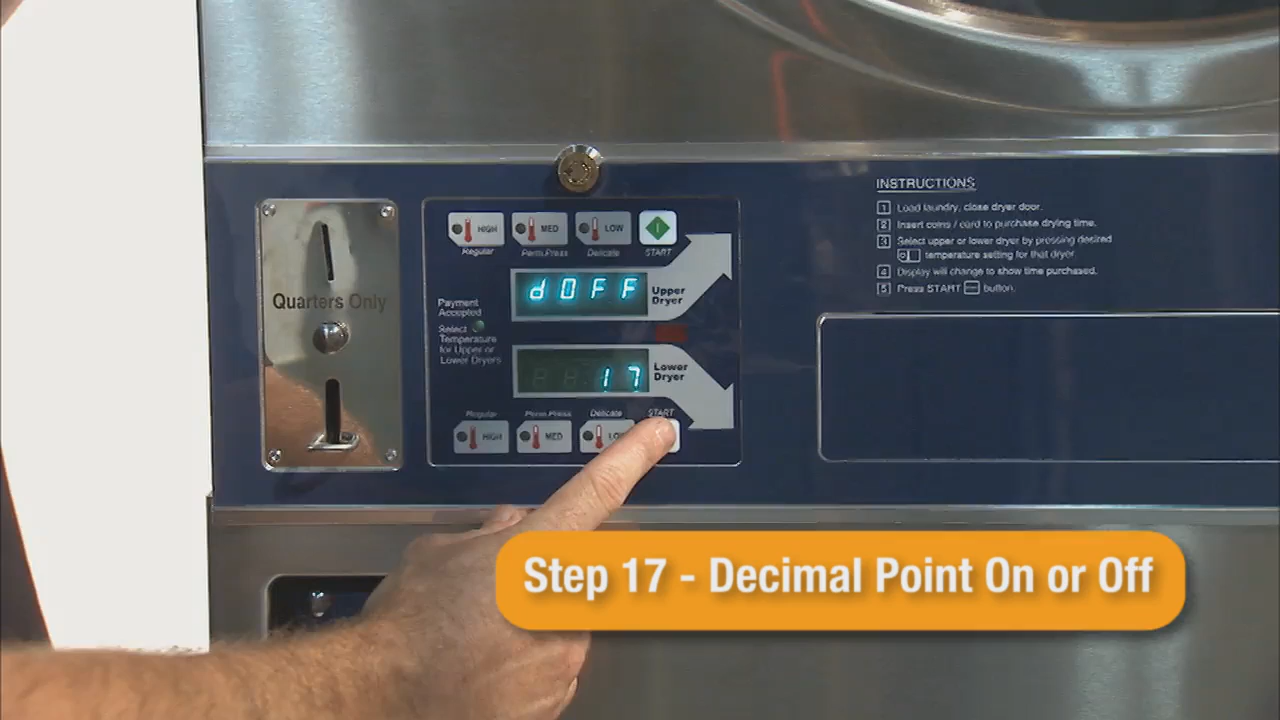 INSTRUCTIONS
1 Load laundry, close dryer door.
2 Insert coins / card to purchase drying time.
3 Select upper or lower dryer by pressing desired
temperature setting for that dryer
4 Display will change to show time purchased.
5 Press START button.
Quarters Only
HIGH MED LOW
Regular Perm.Press Delicate START
dOFF
Upper
Dryer
Payment
Accepted
Select
Temperature
for Upper or
Lower Dryers
17
Lower
Dryer
Regular Perm.Press Delicate START
HIGH MED
Step 17 - Decimal Point On or Off